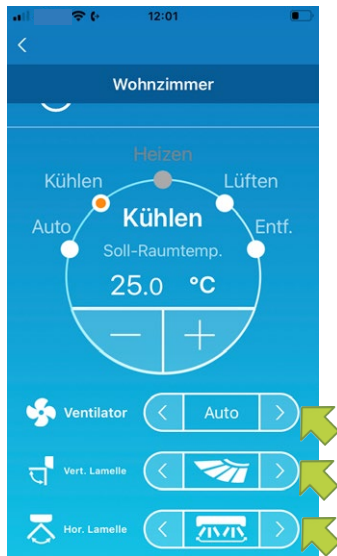 12:01
Wohnzimmer
Heizen
Kühlen
Lüften
Auto
Kühlen
Entf.
Soll-Raumtemp.
25.0 °C
Ventilator
Auto
Vert. Lamelle
Hor. Lamelle